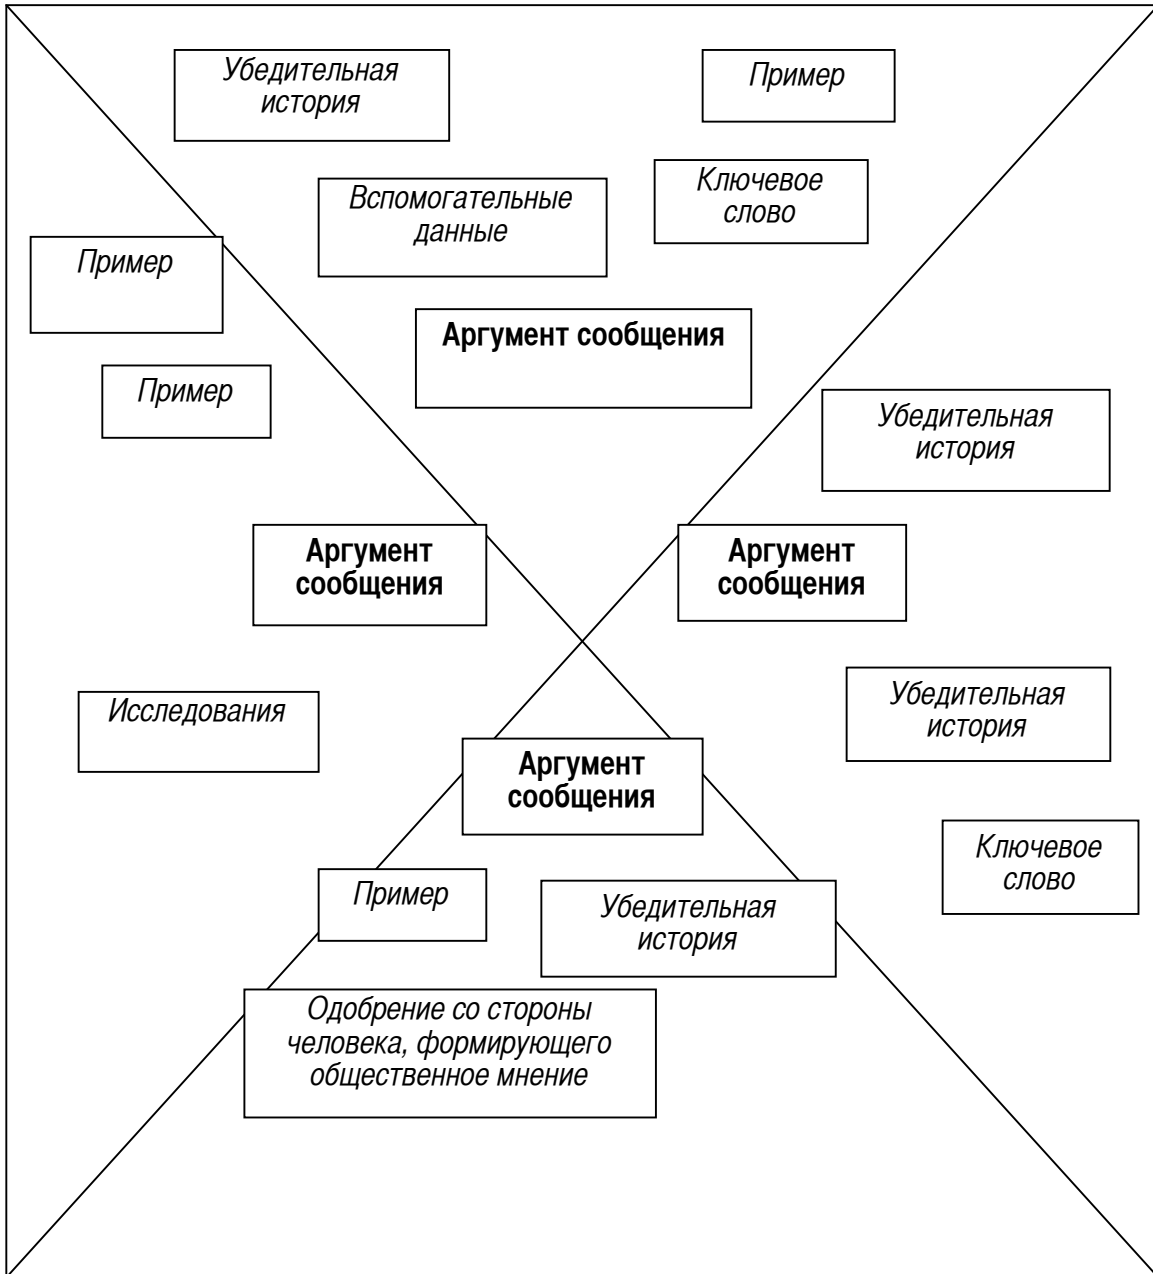 Убедительная
история
Пример
Вспомогательные
данные
Ключевое
слово
Пример
Аргумент сообщения
Пример
Убедительная
история
Аргумент
сообщения
Аргумент
сообщения
Исследования
Убедительная
история
Аргумент
сообщения
Ключевое
слово
Пример
Убедительная
история
Одобрение со стороны
человека, формирующего
общественное мнение